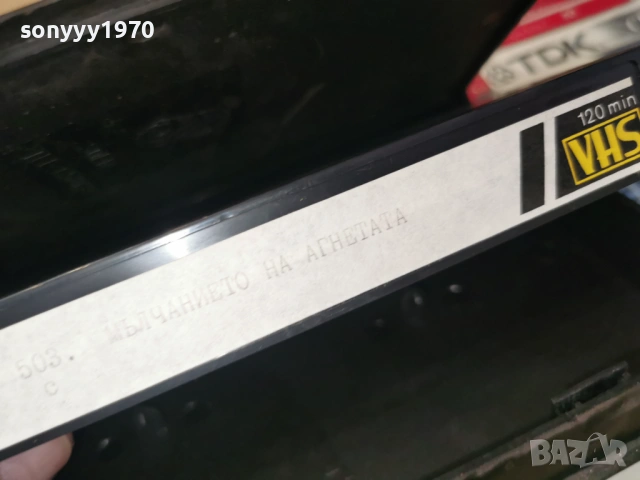 sonyyy1970
TDK
120 min
VHS
503. МЪЛЧАНИЕТО НА АГНЕТАТА
С
BAZAR